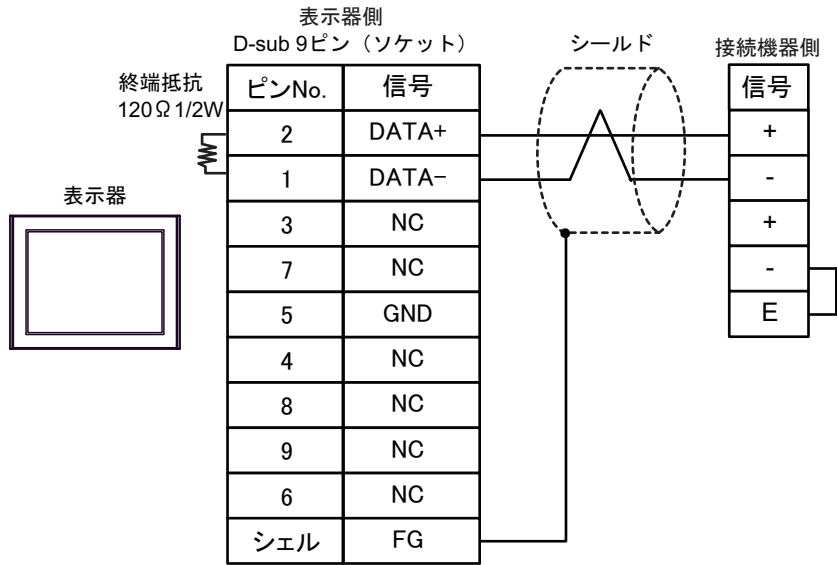 表示器側
D-sub 9ピン（ソケット）
シールド
接続機器側
終端抵抗
120Ω1/2W
表示器
ピンNo. 信号
2 DATA+
1 DATA−
3 NC
7 NC
5 GND
4 NC
8 NC
9 NC
6 NC
シェル FG
信号
+
-
+
-
E